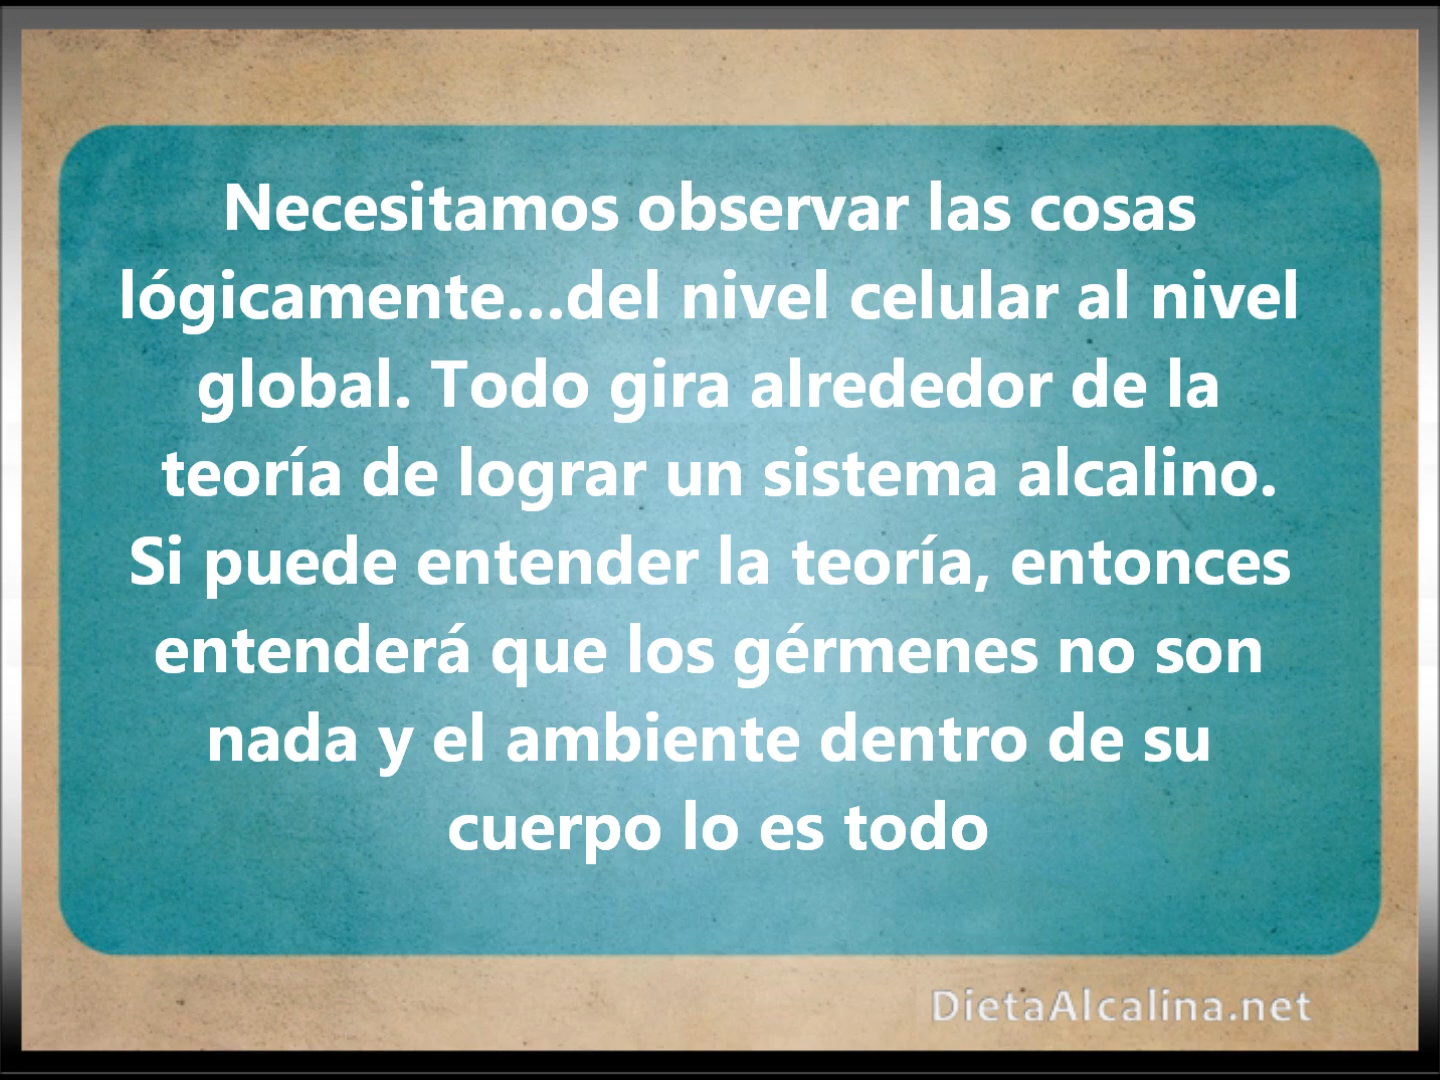 Necesitamos observar las cosas
lógicamente...del nivel celular al nivel
global. Todo gira alrededor de la
teoría de lograr un sistema alcalino.
Si puede entender la teoría, entonces
entenderá que los gérmenes no son
nada y el ambiente dentro de su
cuerpo lo es todo
DietaAlcalina.net